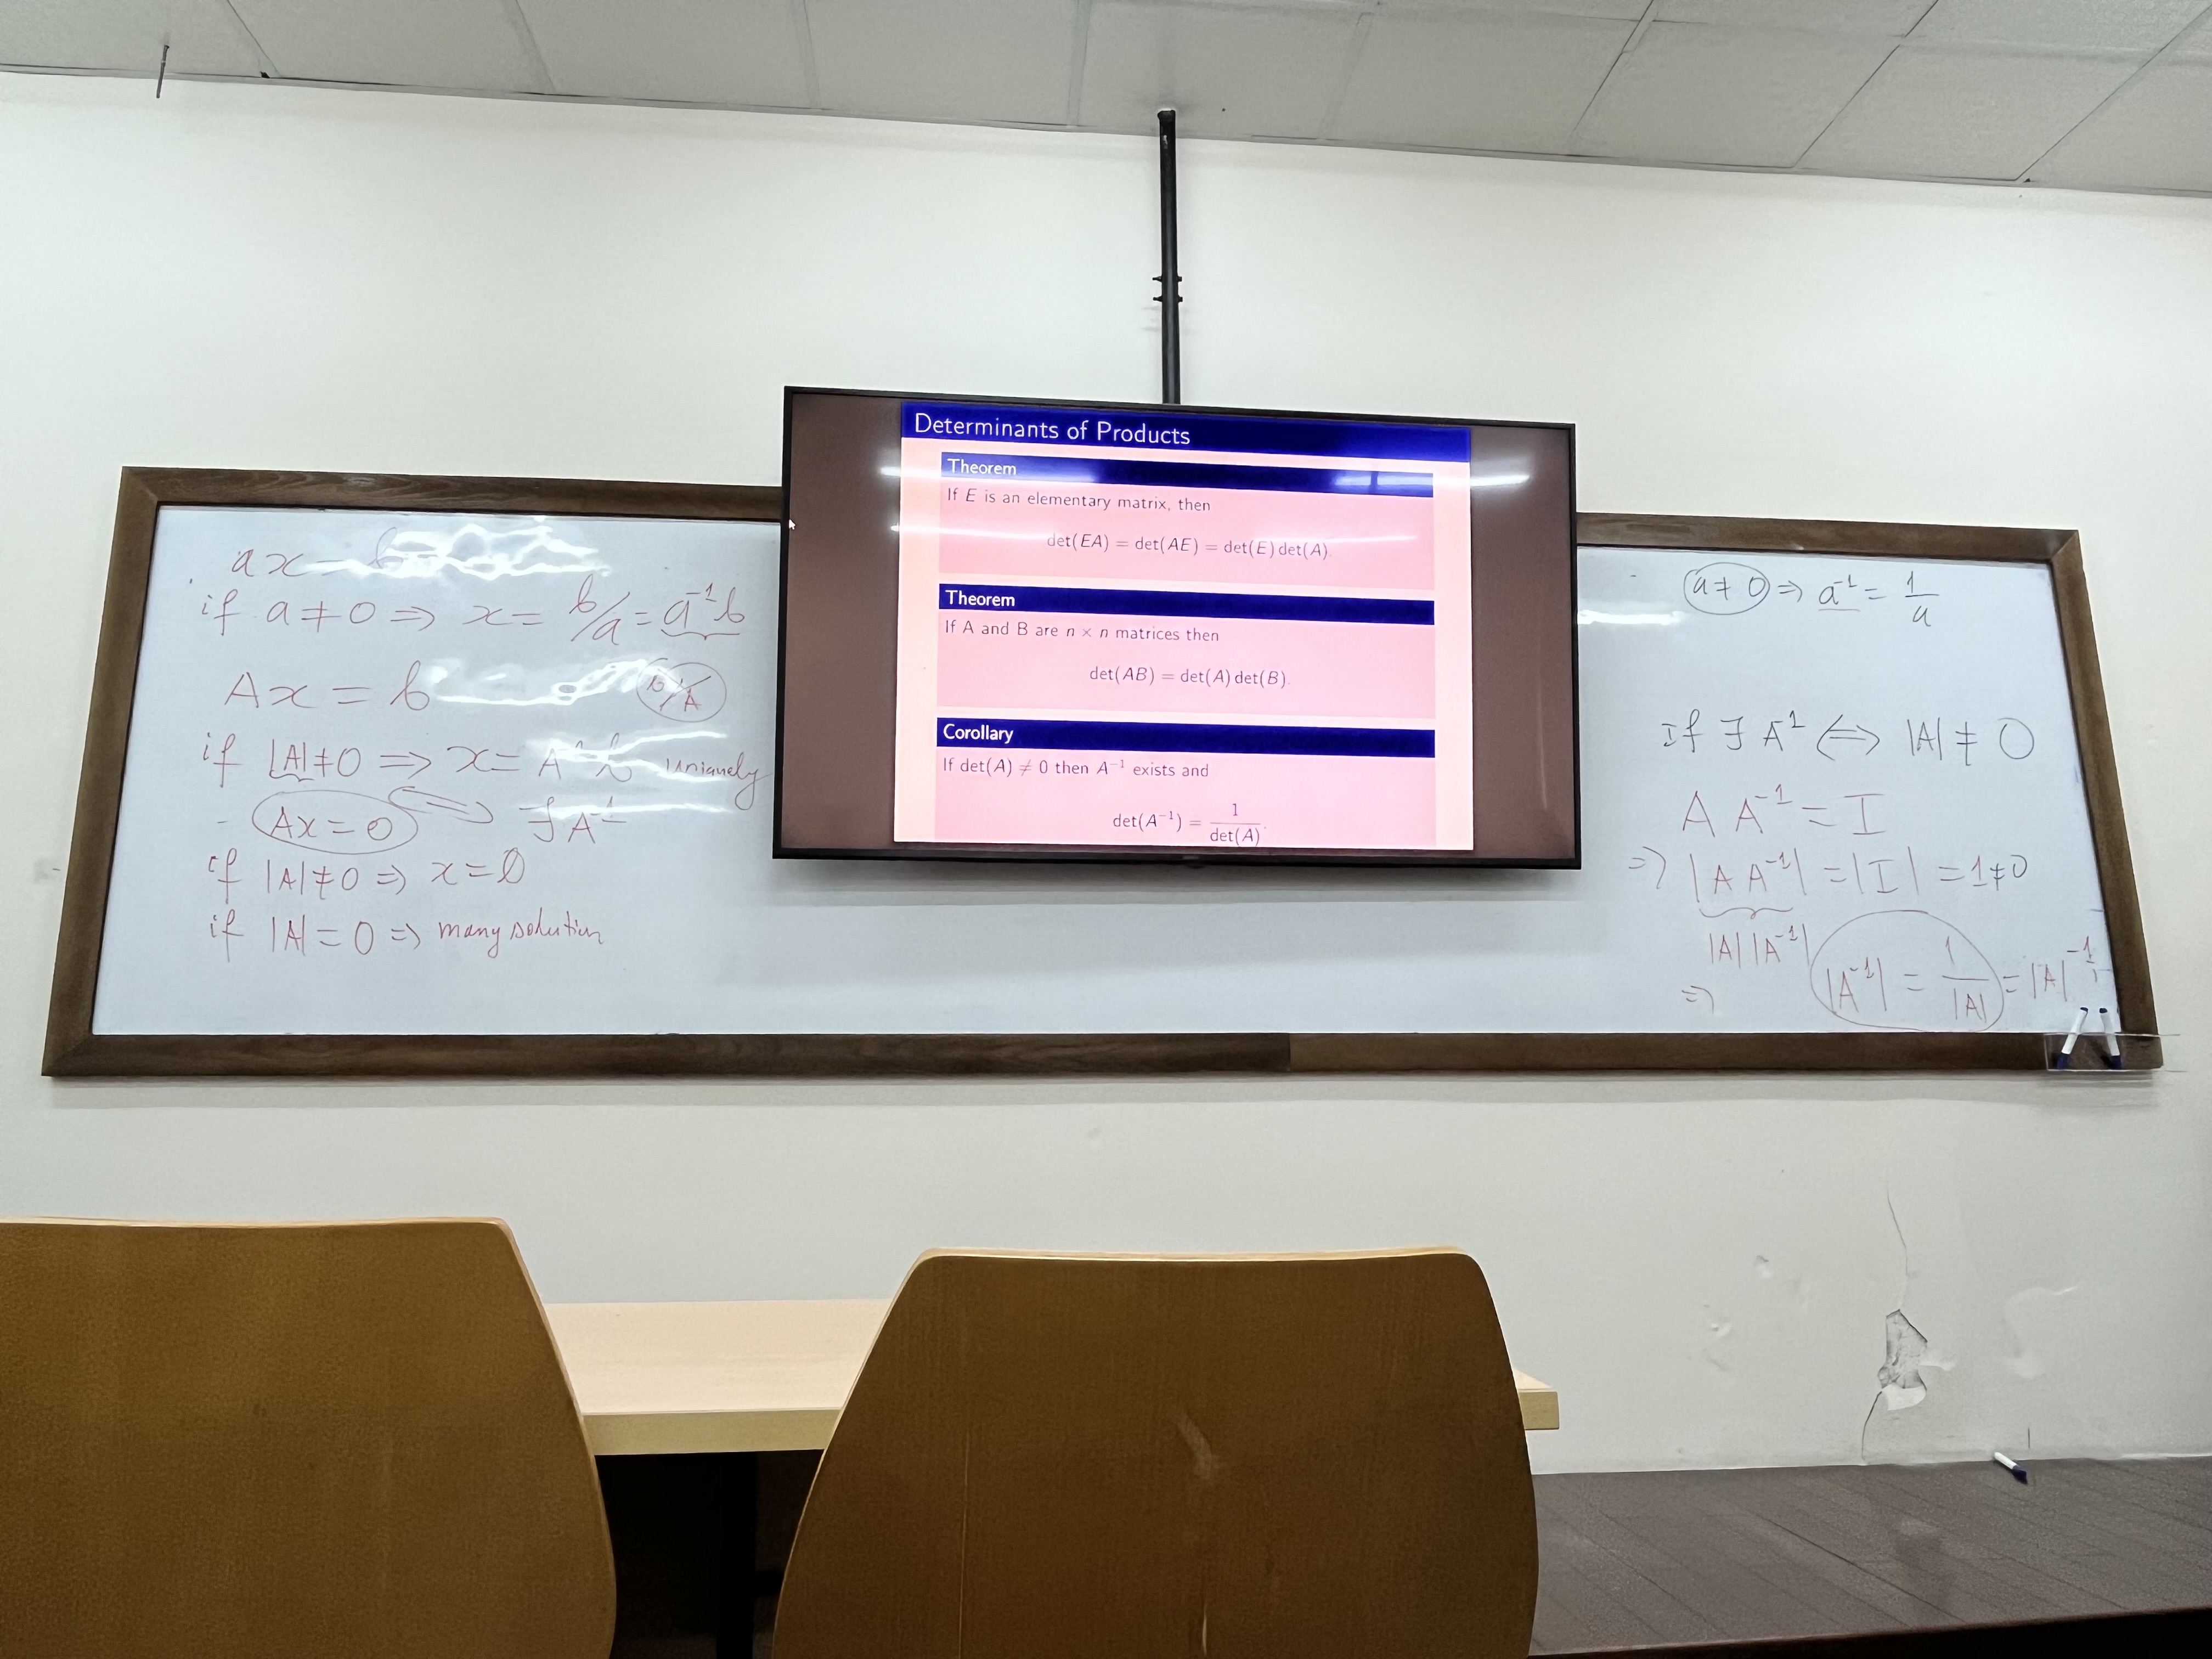 ax = b
if a ≠ 0 ⇒ x = b/a = a⁻¹b
Ax = b
b/A
if |A| ≠ 0 ⇒ x = A⁻¹b uniquely
Ax = 0 ⇐⇒ ∃ A⁻¹
if |A| ≠ 0 ⇒ x = 0
if |A| = 0 ⇒ many solution
Determinants of Products
Theorem
If E is an elementary matrix, then
det(EA) = det(AE) = det(E) det(A).
Theorem
If A and B are n × n matrices then
det(AB) = det(A) det(B).
Corollary
If det(A) ≠ 0 then A⁻¹ exists and
det(A⁻¹) = 1/det(A).
a ≠ 0 ⇒ a⁻¹ = 1/a
If ∃ A⁻¹ ⇔ |A| ≠ 0
A A⁻¹ = I
⇒ |A A⁻¹| = |I| = 1 ≠ 0
|A| |A⁻¹|
⇒ |A⁻¹| = 1/|A| = |A|⁻¹